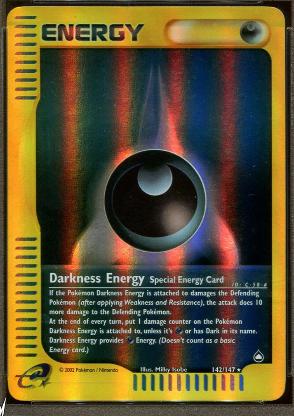 ENERGY
Darkness Energy Special Energy Card
If the Pokémon Darkness Energy is attached to damages the Defending
Pokémon (after applying Weakness and Resistance), the attack does 10
more damage to the Defending Pokémon.
At the end of every turn, put 1 damage counter on the Pokémon
Darkness Energy is attached to, unless it's or has Dark in its name.
Darkness Energy provides Energy. (Doesn't count as a basic
Energy card.)
©2002 Pokémon / Nintendo
Illus. Milky Isobe
142/147 ★